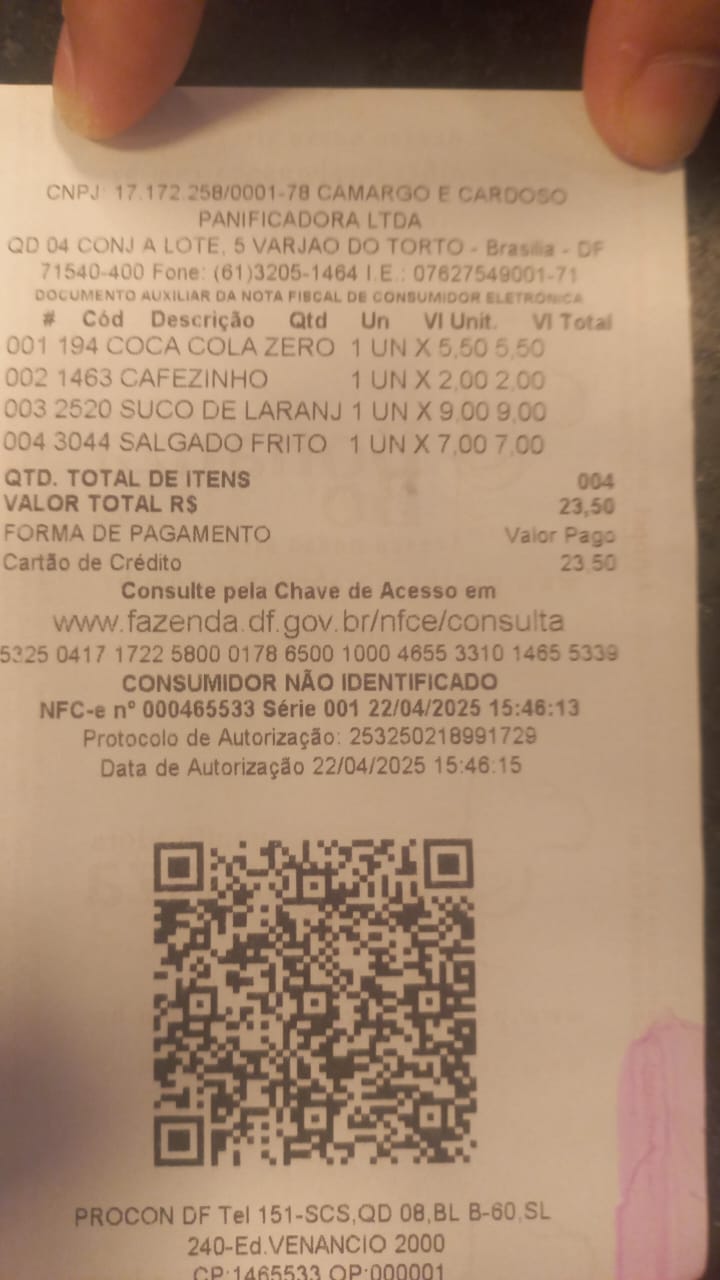 CNPJ: 17.172.258/0001-78 CAMARGO E CARDOSO
PANIFICADORA LTDA
QD 04 CONJ A LOTE, 5 VARJAO DO TORTO - Brasilia - DF
71540-400 Fone: (61)3205-1464 I.E.: 07627549001-71
DOCUMENTO AUXILIAR DA NOTA FISCAL DE CONSUMIDOR ELETRONICA
# Cód Descrição Qtd Un Vl Unit. Vl Total
001 194 COCA COLA ZERO 1 UN X 5,50 5,50
002 1463 CAFEZINHO 1 UN X 2,00 2,00
003 2520 SUCO DE LARANJ 1 UN X 9,00 9,00
004 3044 SALGADO FRITO 1 UN X 7,00 7,00
QTD. TOTAL DE ITENS 004
VALOR TOTAL R$ 23,50
FORMA DE PAGAMENTO Valor Pago
Cartão de Crédito 23,50
Consulte pela Chave de Acesso em
www.fazenda.df.gov.br/nfce/consulta
5325 0417 1722 5800 0178 6500 1000 4655 3310 1465 5339
CONSUMIDOR NÃO IDENTIFICADO
NFC-e nº 000465533 Série 001 22/04/2025 15:46:13
Protocolo de Autorização: 253250218991729
Data de Autorização 22/04/2025 15:46:15
PROCON DF Tel 151-SCS,QD 08,BL B-60,SL
240-Ed.VENANCIO 2000
CP:1465533 OP:000001